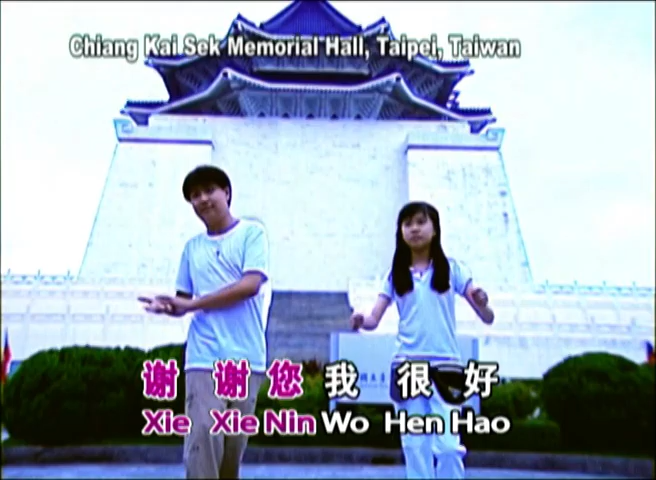 Chiang Kai Sek Memorial Hall, Taipei, Taiwan
谢 谢 您 我 很 好
Xie Xie Nin Wo Hen Hao